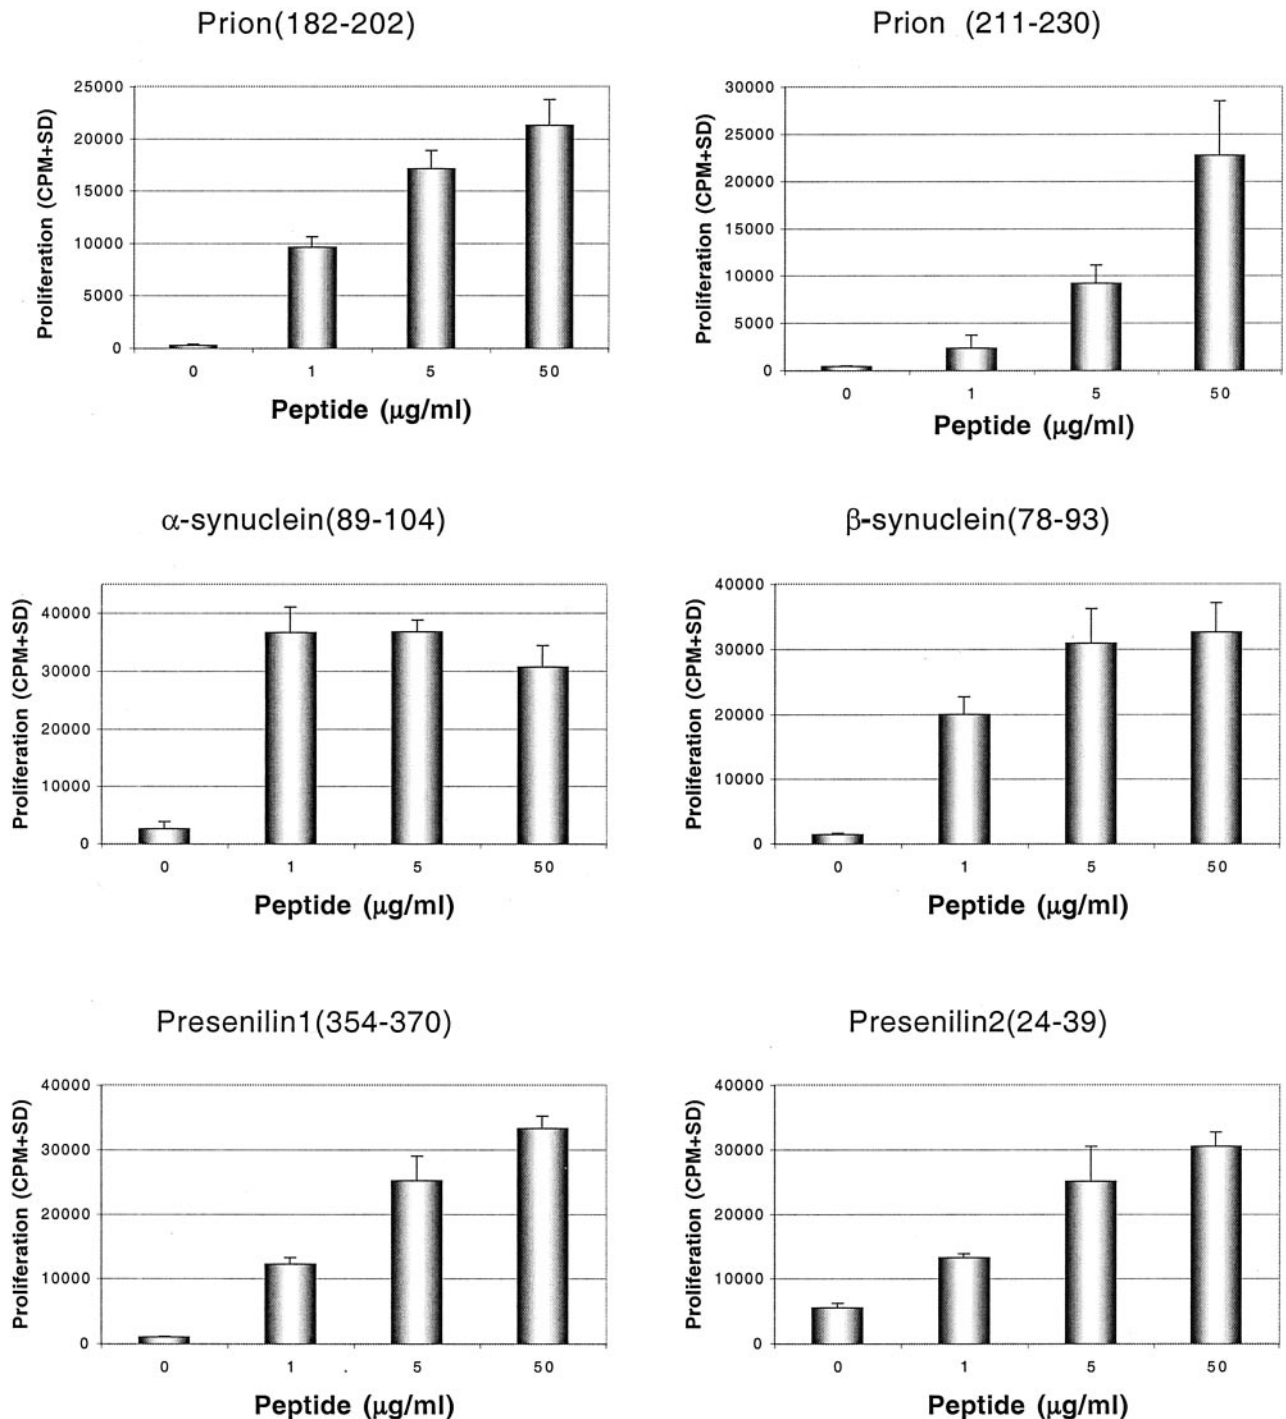 Prion(182-202)
Prion (211-230)
25000
20000
15000
10000
5000
0
Proliferation (CPM+SD)
0 1 5 50
Peptide (μg/ml)
30000
25000
20000
15000
10000
5000
0
Proliferation (CPM+SD)
0 1 5 50
Peptide (μg/ml)
α-synuclein(89-104)
β-synuclein(78-93)
40000
30000
20000
10000
0
Proliferation (CPM+SD)
0 1 5 50
Peptide (μg/ml)
40000
30000
20000
10000
0
Proliferation (CPM+SD)
0 1 5 50
Peptide (μg/ml)
Presenilin1(354-370)
Presenilin2(24-39)
40000
30000
20000
10000
0
Proliferation (CPM+SD)
0 1 5 50
Peptide (μg/ml)
40000
30000
20000
10000
0
Proliferation (CPM+SD)
0 1 5 50
Peptide (μg/ml)